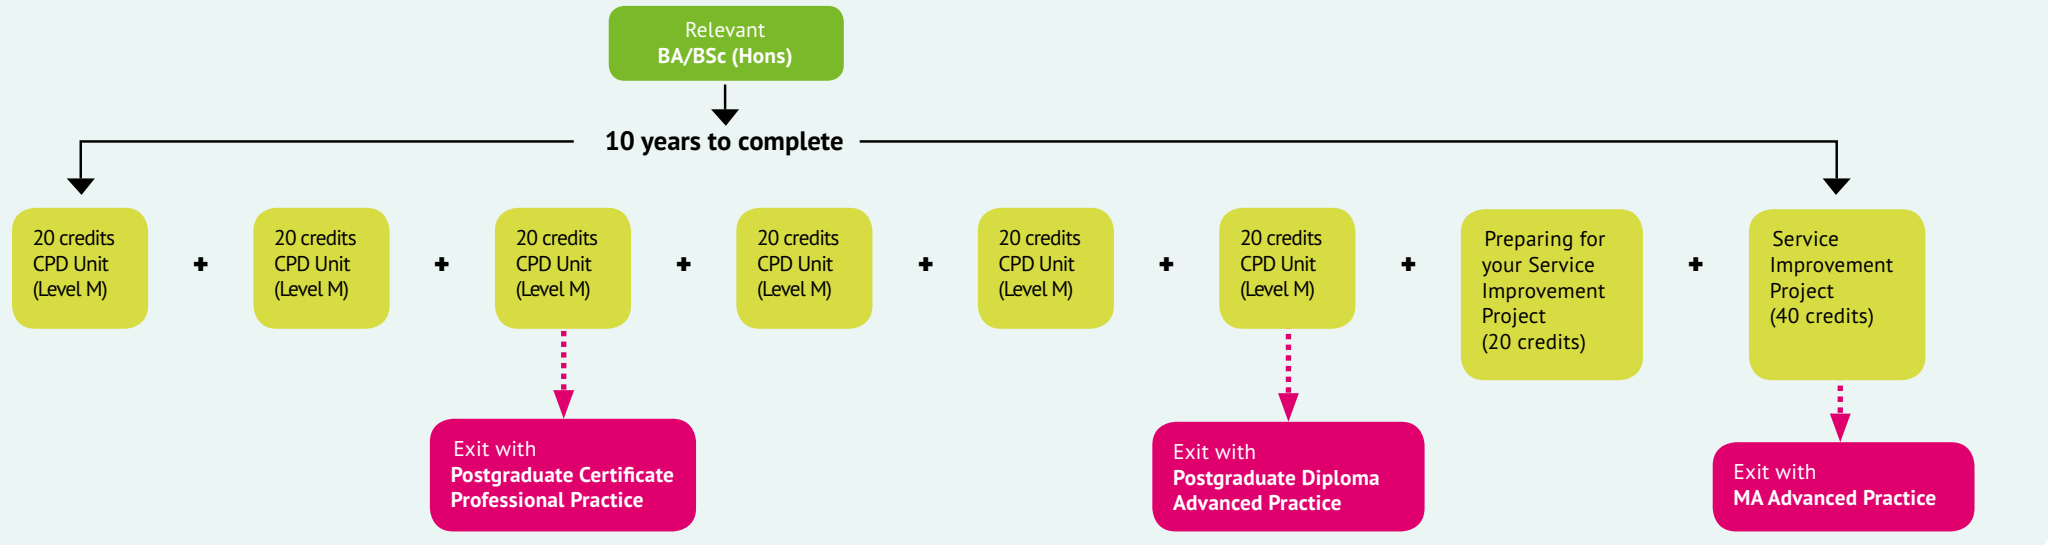 Relevant
BA/BSc (Hons)
10 years to complete
20 credits
CPD Unit
(Level M)
+
20 credits
CPD Unit
(Level M)
+
20 credits
CPD Unit
(Level M)
+
20 credits
CPD Unit
(Level M)
+
20 credits
CPD Unit
(Level M)
+
20 credits
CPD Unit
(Level M)
+
Preparing for
your Service
Improvement
Project
(20 credits)
+
Service
Improvement
Project
(40 credits)
Exit with
Postgraduate Certificate
Professional Practice
Exit with
Postgraduate Diploma
Advanced Practice
Exit with
MA Advanced Practice